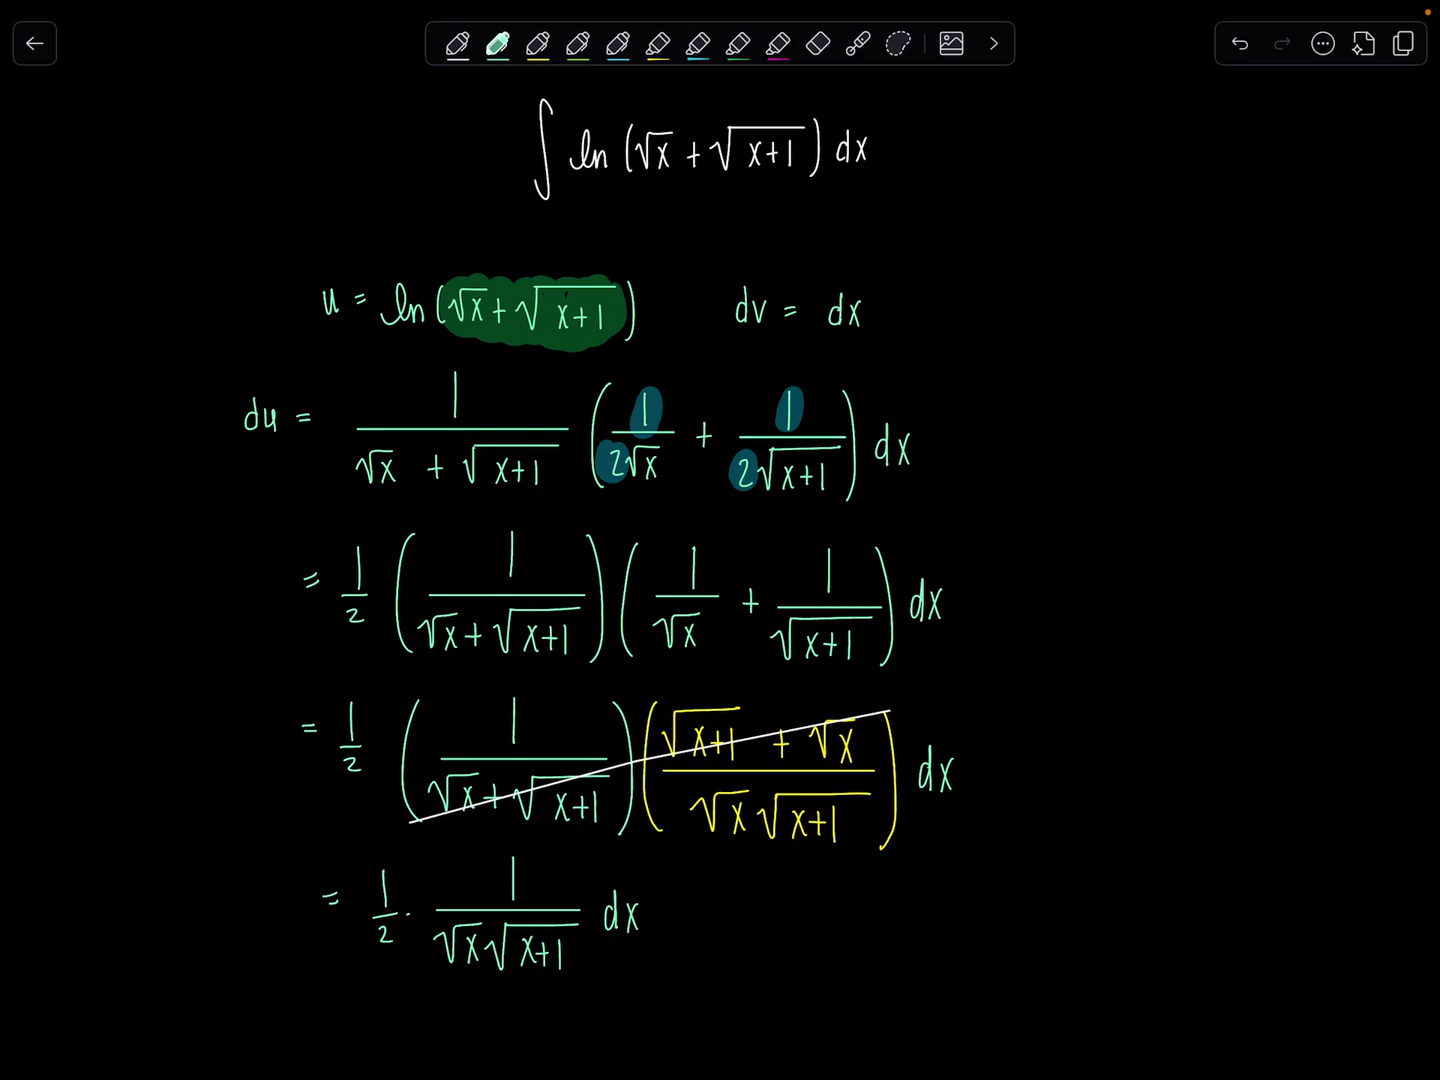 ∫ ln (√x + √(x+1)) dx
u = ln (√x + √(x+1)) dv = dx
du = 1/(√x + √(x+1)) (1/(2√x) + 1/(2√(x+1))) dx
= 1/2 (1/(√x + √(x+1))) (1/√x + 1/√(x+1)) dx
= 1/2 (1/(√x + √(x+1))) ((√(x+1) + √x)/(√x √(x+1))) dx
= 1/2 · 1/(√x √(x+1)) dx